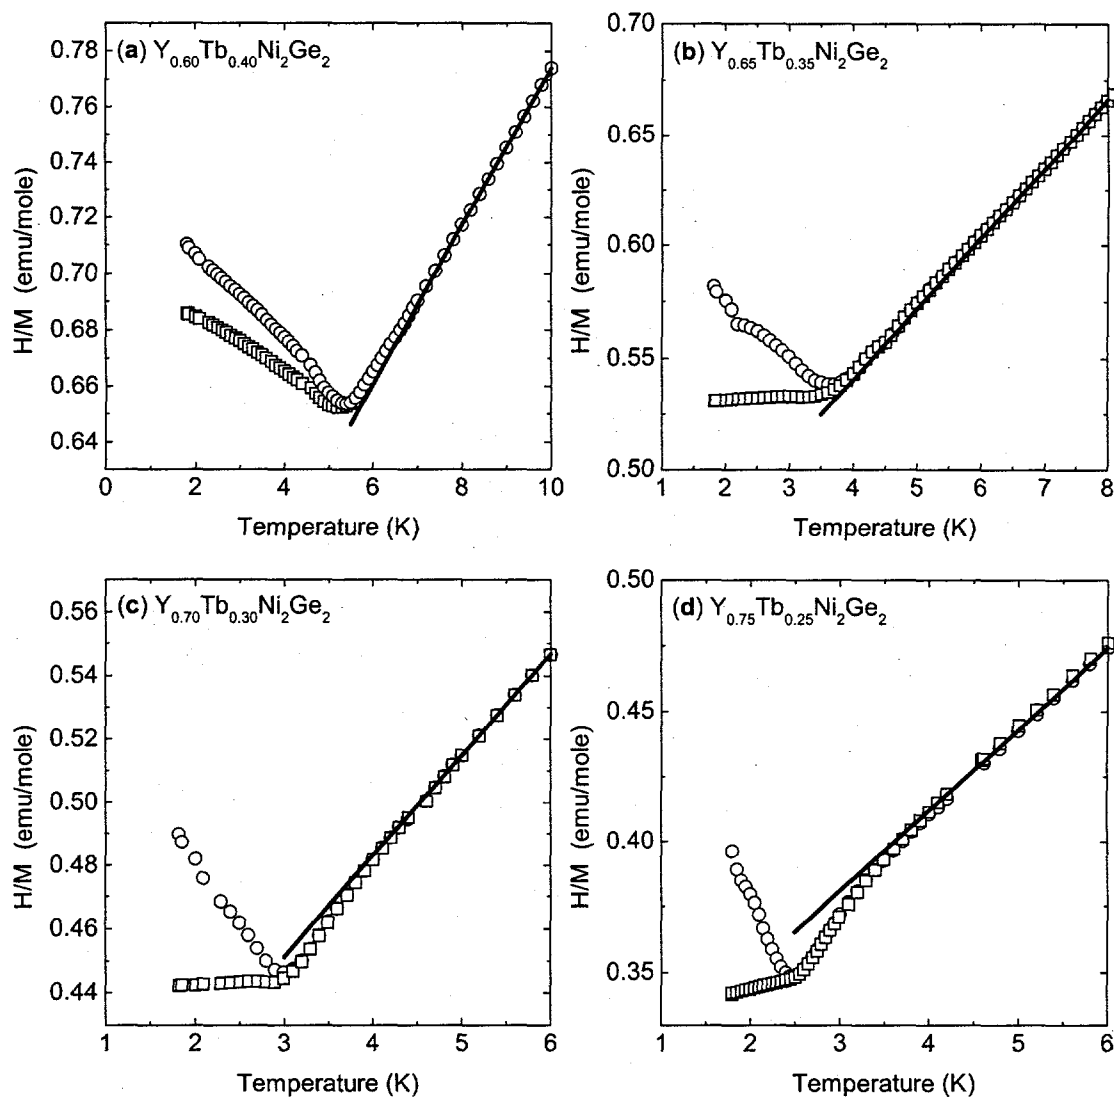 (a) Y0.60Tb0.40Ni2Ge2
0.78
0.76
0.74
0.72
0.70
0.68
0.66
0.64
H/M (emu/mole)
0 2 4 6 8 10
Temperature (K)
(b) Y0.65Tb0.35Ni2Ge2
0.70
0.65
0.60
0.55
0.50
H/M (emu/mole)
1 2 3 4 5 6 7 8
Temperature (K)
(c) Y0.70Tb0.30Ni2Ge2
0.56
0.54
0.52
0.50
0.48
0.46
0.44
H/M (emu/mole)
1 2 3 4 5 6
Temperature (K)
(d) Y0.75Tb0.25Ni2Ge2
0.50
0.45
0.40
0.35
H/M (emu/mole)
1 2 3 4 5 6
Temperature (K)